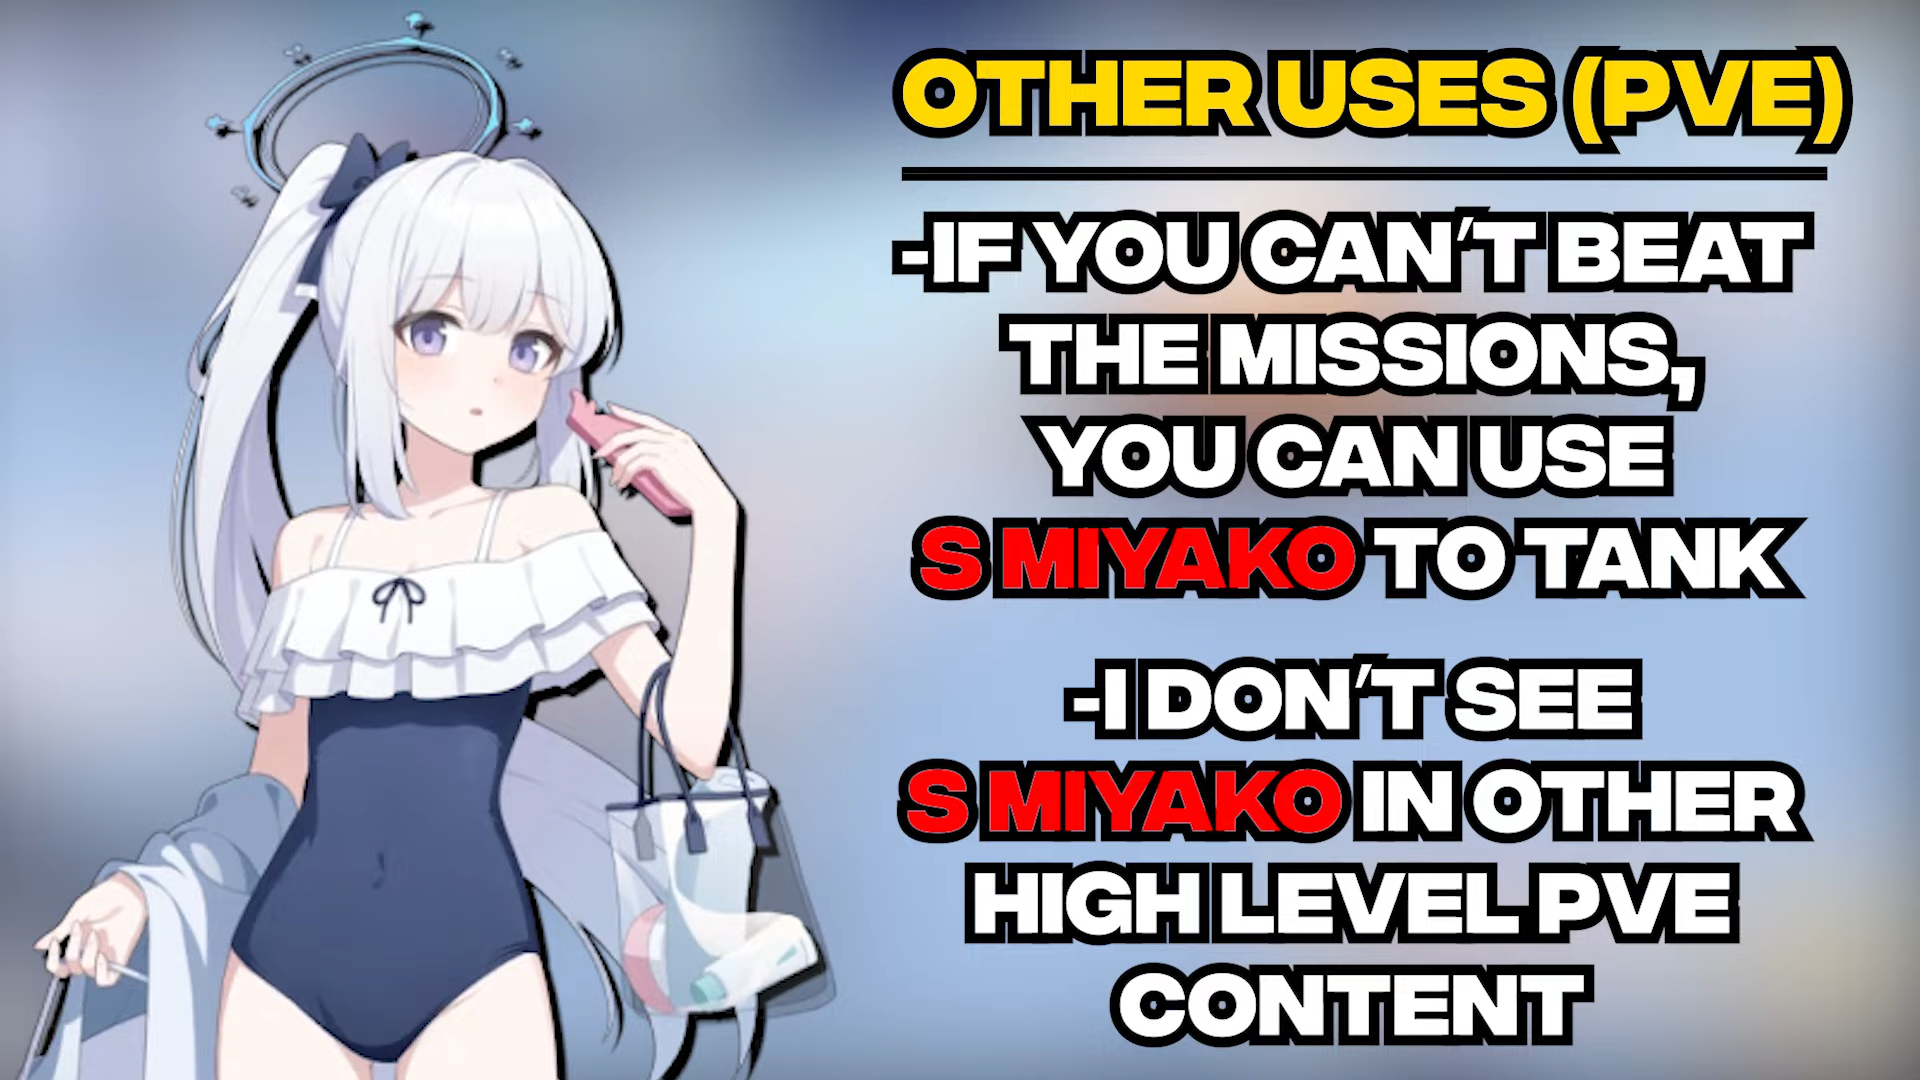 OTHER USES (PVE)
-IF YOU CAN'T BEAT
THE MISSIONS,
YOU CAN USE
S MIYAKO TO TANK
-I DON'T SEE
S MIYAKO IN OTHER
HIGH LEVEL PVE
CONTENT